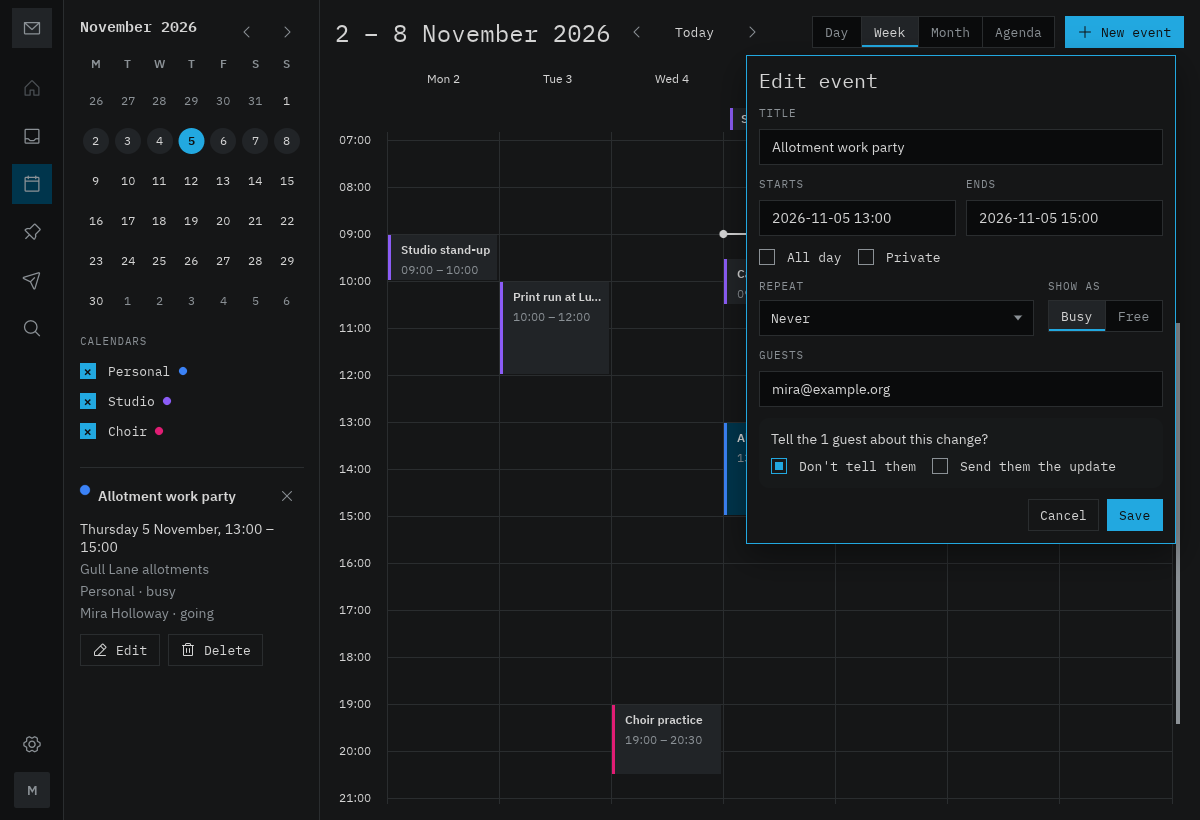 November 2026
M T W T F S S
26 27 28 29 30 31 1
2 3 4 5 6 7 8
9 10 11 12 13 14 15
16 17 18 19 20 21 22
23 24 25 26 27 28 29
30 1 2 3 4 5 6
CALENDARS
Personal
Studio
Choir
Allotment work party
Thursday 5 November, 13:00 –
15:00
Gull Lane allotments
Personal · busy
Mira Holloway · going
Edit Delete
M
2 – 8 November 2026
Today
Day Week Month Agenda
New event
Mon 2 Tue 3 Wed 4
07:00
08:00
09:00
10:00
11:00
12:00
13:00
14:00
15:00
16:00
17:00
18:00
19:00
20:00
21:00
Studio stand-up
09:00 – 10:00
Print run at Lu…
10:00 – 12:00
Choir practice
19:00 – 20:30
Edit event
TITLE
Allotment work party
STARTS ENDS
2026-11-05 13:00 2026-11-05 15:00
All day Private
REPEAT SHOW AS
Never Busy Free
GUESTS
mira@example.org
Tell the 1 guest about this change?
Don't tell them Send them the update
Cancel Save